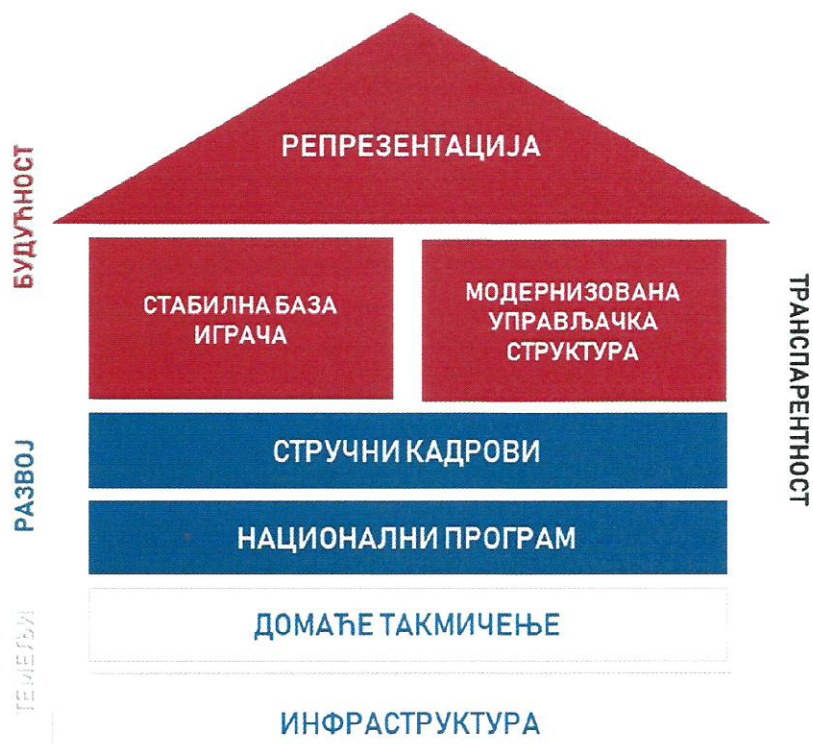 РЕПРЕЗЕНТАЦИЈА
БУДУЋНОСТ
СТАБИЛНА БАЗА
ИГРАЧА
МОДЕРНИЗОВАНА
УПРАВЉАЧКА
СТРУКТУРА
ТРАНСПАРЕНТНОСТ
РАЗВОЈ
СТРУЧНИ КАДРОВИ
НАЦИОНАЛНИ ПРОГРАМ
ТЕМЕЉИ
ДОМАЋЕ ТАКМИЧЕЊЕ
ИНФРАСТРУКТУРА